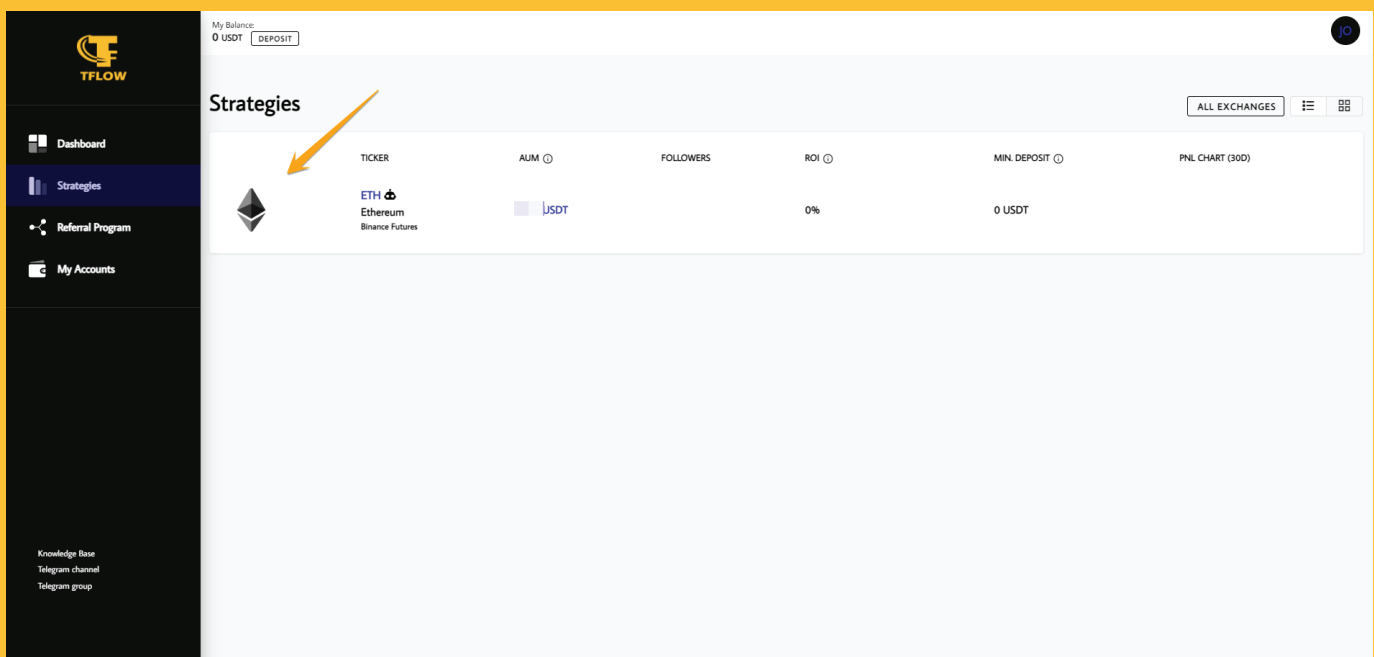 My Balance:
0 USDT DEPOSIT
JO
TFLOW
Dashboard
Strategies
Referral Program
My Accounts
Knowledge Base
Telegram channel
Telegram group
Strategies
ALL EXCHANGES
TICKER AUM FOLLOWERS ROI MIN. DEPOSIT PNL CHART (30D)
ETH USDT 0% 0 USDT
Ethereum
Binance Futures